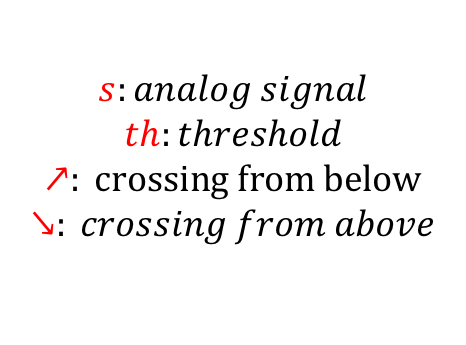 s: analog signal
th: threshold
↗: crossing from below
↘: crossing from above